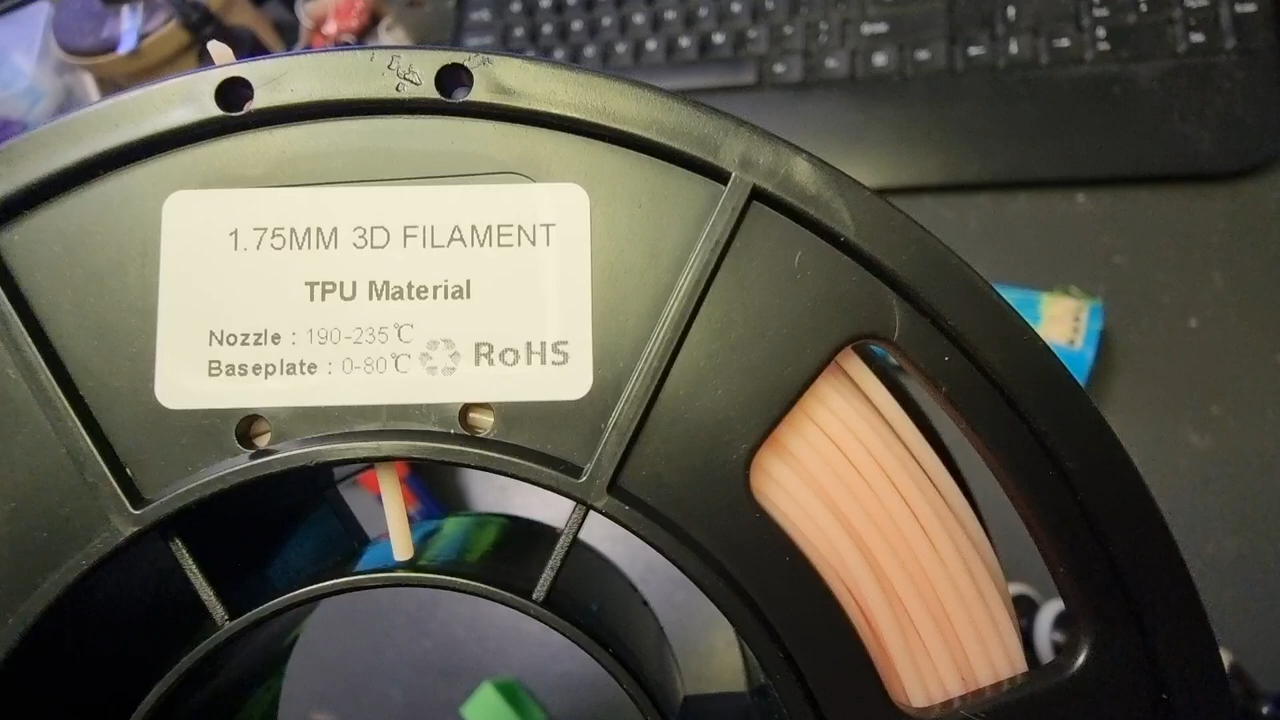 1.75MM 3D FILAMENT
TPU Material
Nozzle : 190-235℃
Baseplate : 0-80℃
RoHS